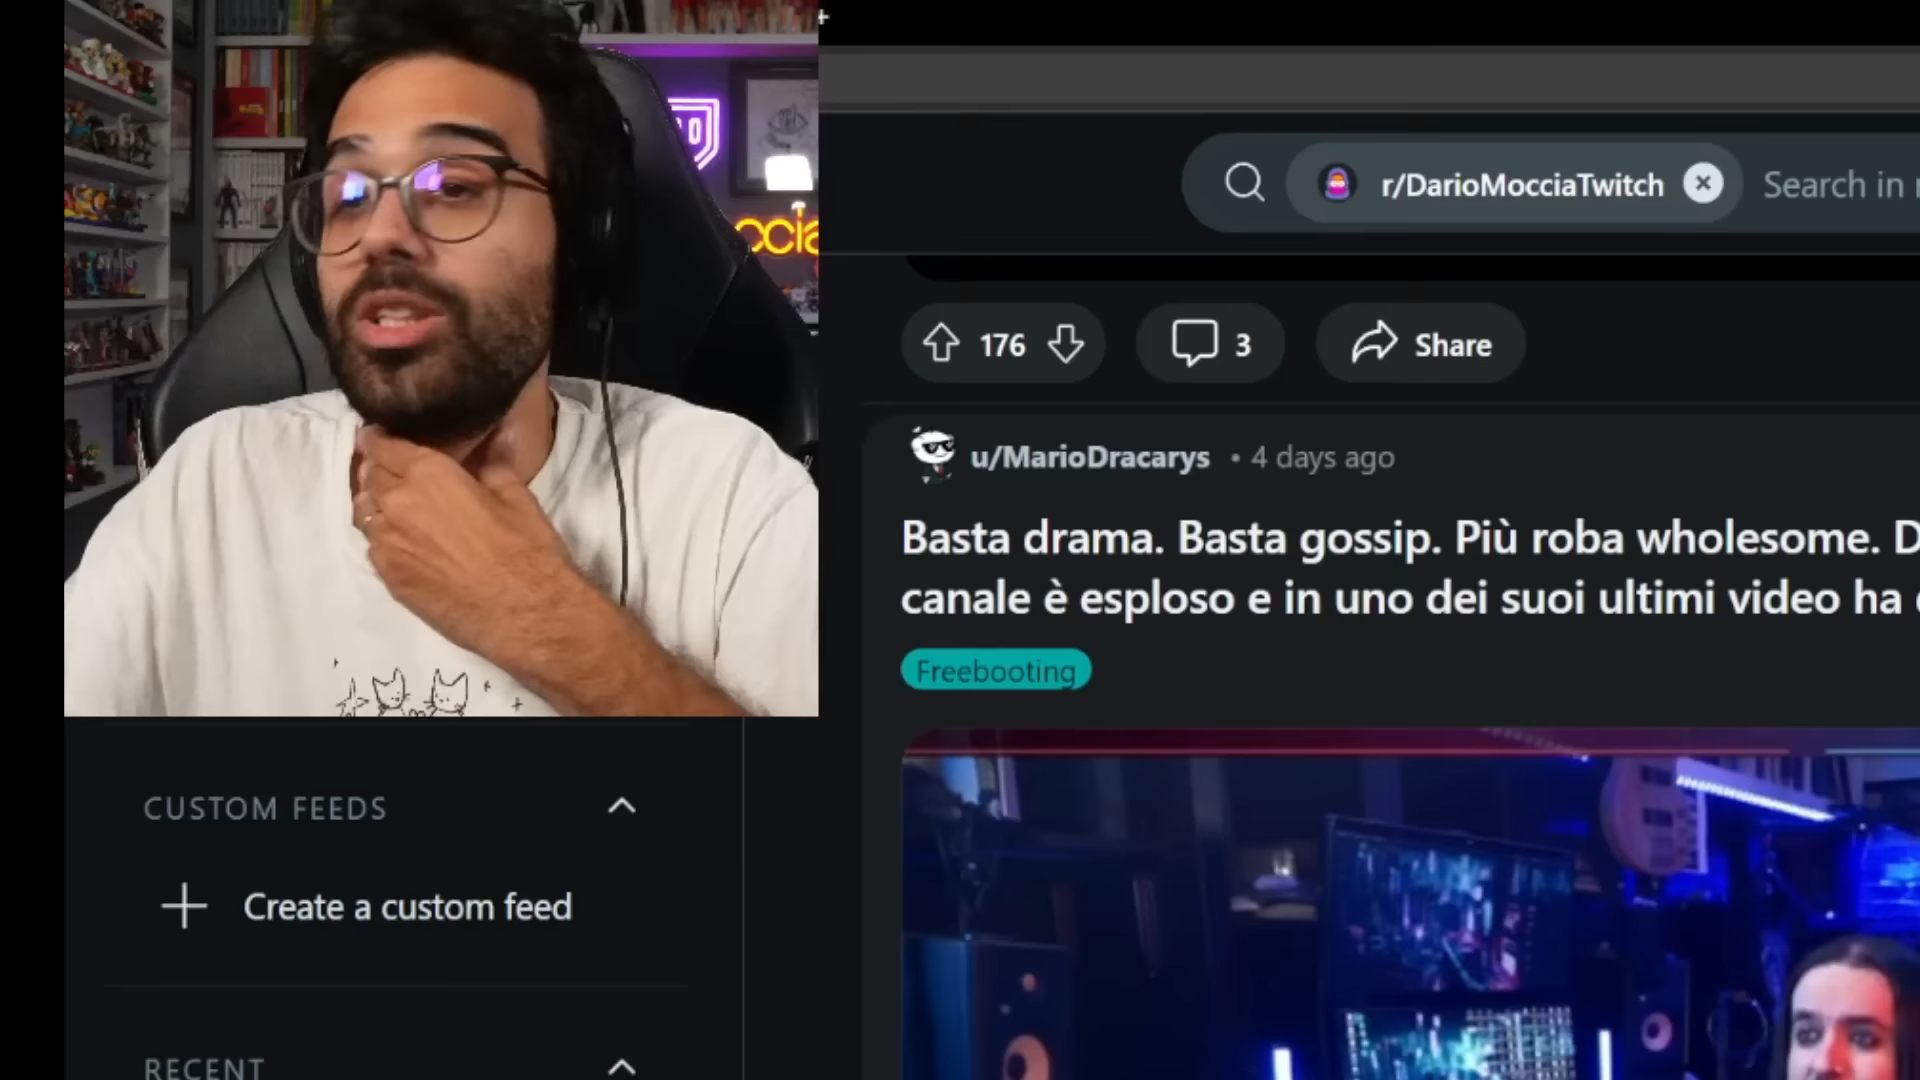 r/DarioMocciaTwitch
Search in
176
3
Share
u/MarioDracarys • 4 days ago
Basta drama. Basta gossip. Più roba wholesome.
canale è esploso e in uno dei suoi ultimi video ha
Freebooting
CUSTOM FEEDS
Create a custom feed
RECENT